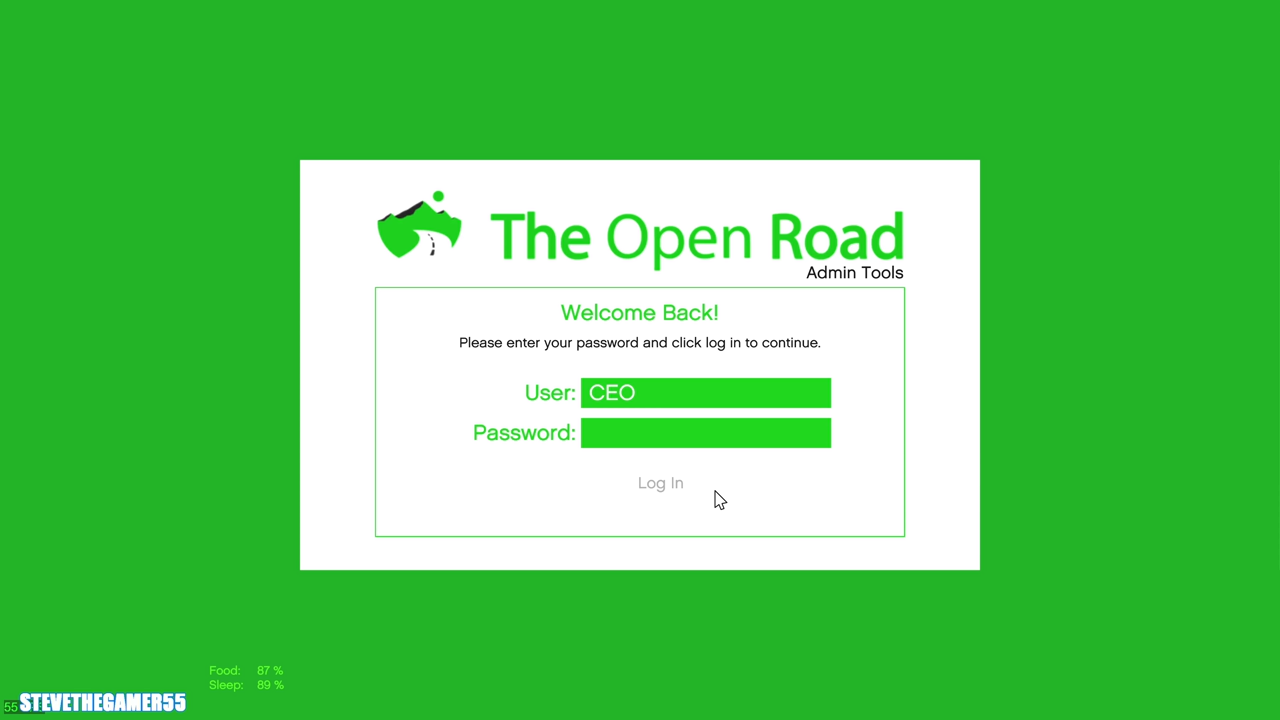 The Open Road
Admin Tools
Welcome Back!
Please enter your password and click log in to continue.
User: CEO
Password:
Log In
Food: 87 %
Sleep: 89 %
STEVETHEGAMER55
55